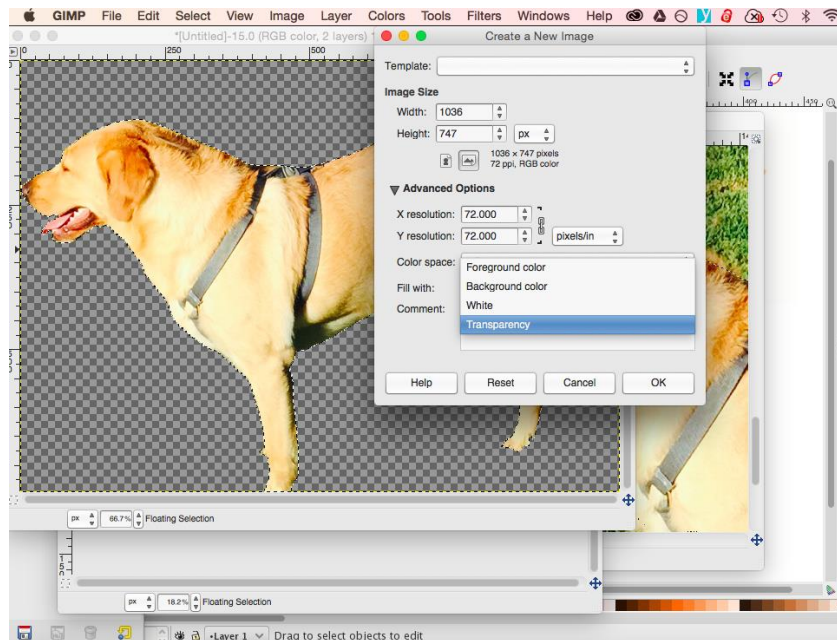 GIMP File Edit Select View Image Layer Colors Tools Filters Windows Help
*[Untitled]-15.0 (RGB color, 2 layers)
Create a New Image
0 250 500
Template:
Image Size
Width: 1036
Height: 747 px
1036 × 747 pixels
72 ppi, RGB color
Advanced Options
X resolution: 72.000
Y resolution: 72.000 pixels/in
Color space:
Fill with:
Comment:
Foreground color
Background color
White
Transparency
Help Reset Cancel OK
px 66.7% Floating Selection
px 18.2% Floating Selection
•Layer 1 Drag to select objects to edit